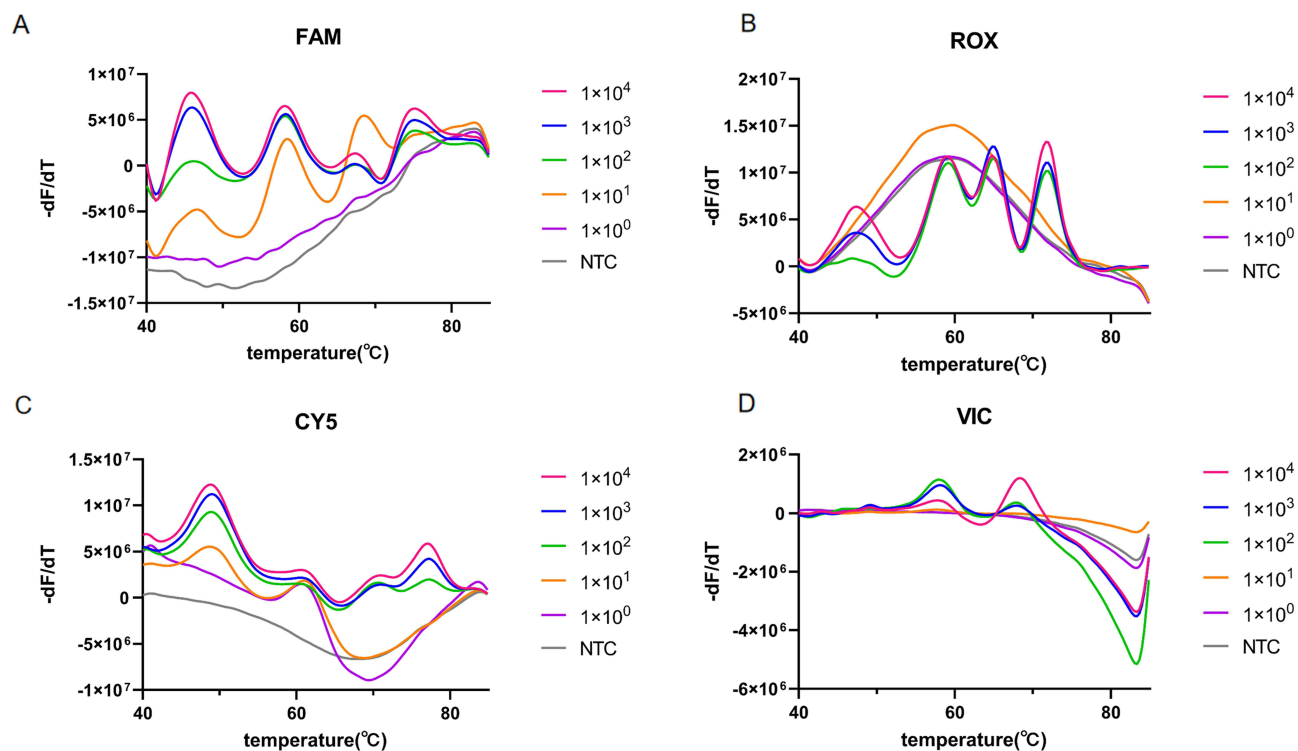 A
FAM
-dF/dT
1×10⁷
5×10⁶
0
-5×10⁶
-1×10⁷
-1.5×10⁷
40
60
80
temperature(℃)
1×10⁴
1×10³
1×10²
1×10¹
1×10⁰
NTC
B
ROX
-dF/dT
2×10⁷
1.5×10⁷
1×10⁷
5×10⁶
0
-5×10⁶
40
60
80
temperature(℃)
1×10⁴
1×10³
1×10²
1×10¹
1×10⁰
NTC
C
CY5
-dF/dT
1.5×10⁷
1×10⁷
5×10⁶
0
-5×10⁶
-1×10⁷
40
60
80
temperature(℃)
1×10⁴
1×10³
1×10²
1×10¹
1×10⁰
NTC
D
VIC
-dF/dT
2×10⁶
0
-2×10⁶
-4×10⁶
-6×10⁶
40
60
80
temperature(℃)
1×10⁴
1×10³
1×10²
1×10¹
1×10⁰
NTC